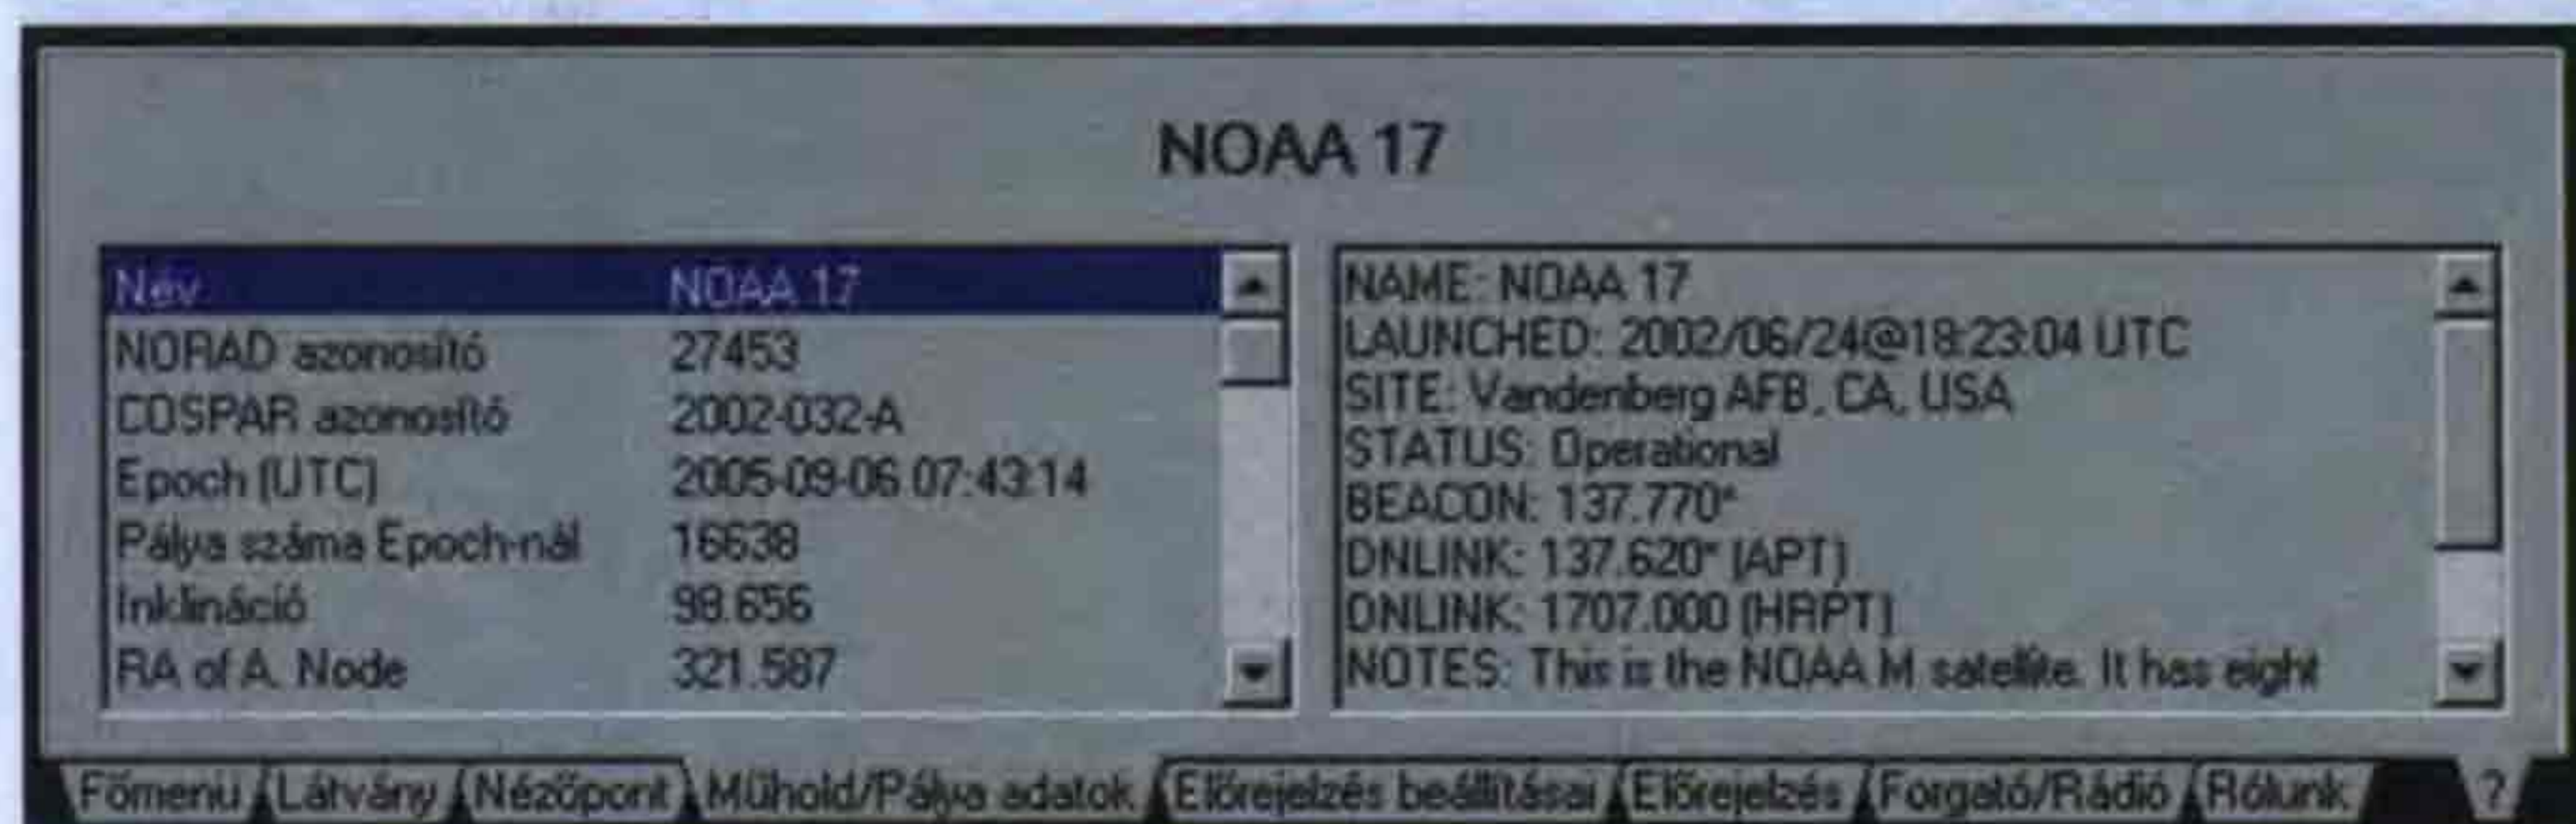 NOAA 17
Név NOAA 17
NORAD azonosító 27453
COSPAR azonosító 2002-032-A
Epoch (UTC) 2005-09-06 07:43:14
Pálya száma Epoch-nál 16638
Inklináció 98.656
RA of A. Node 321.587
NAME: NOAA 17
LAUNCHED: 2002/06/24@18:23:04 UTC
SITE: Vandenberg AFB, CA, USA
STATUS: Operational
BEACON: 137.770*
DNLINK: 137.620* (APT)
DNLINK: 1707.000 (HRPT)
NOTES: This is the NOAA M satellite. It has eight
Főmenü Látvány Nézőpont Műhold/Pálya adatok Előrejelzés beállításai Előrejelzés Forgató/Rádió Rólunk ?